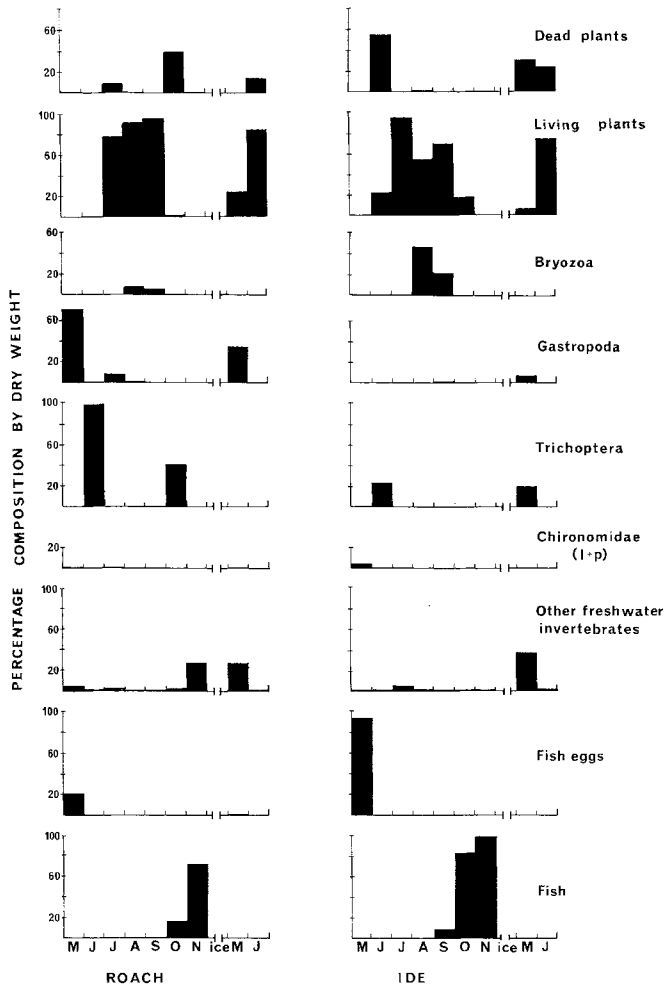 PERCENTAGE COMPOSITION BY DRY WEIGHT
60
20
Dead plants
100
60
20
Living plants
60
20
Bryozoa
60
20
Gastropoda
100
60
20
Trichoptera
20
Chironomidae
(l+p)
100
60
20
Other freshwater
invertebrates
100
60
20
Fish eggs
100
60
20
Fish
M J J A S O N ice M J
M J J A S O N ice M J
ROACH
IDE